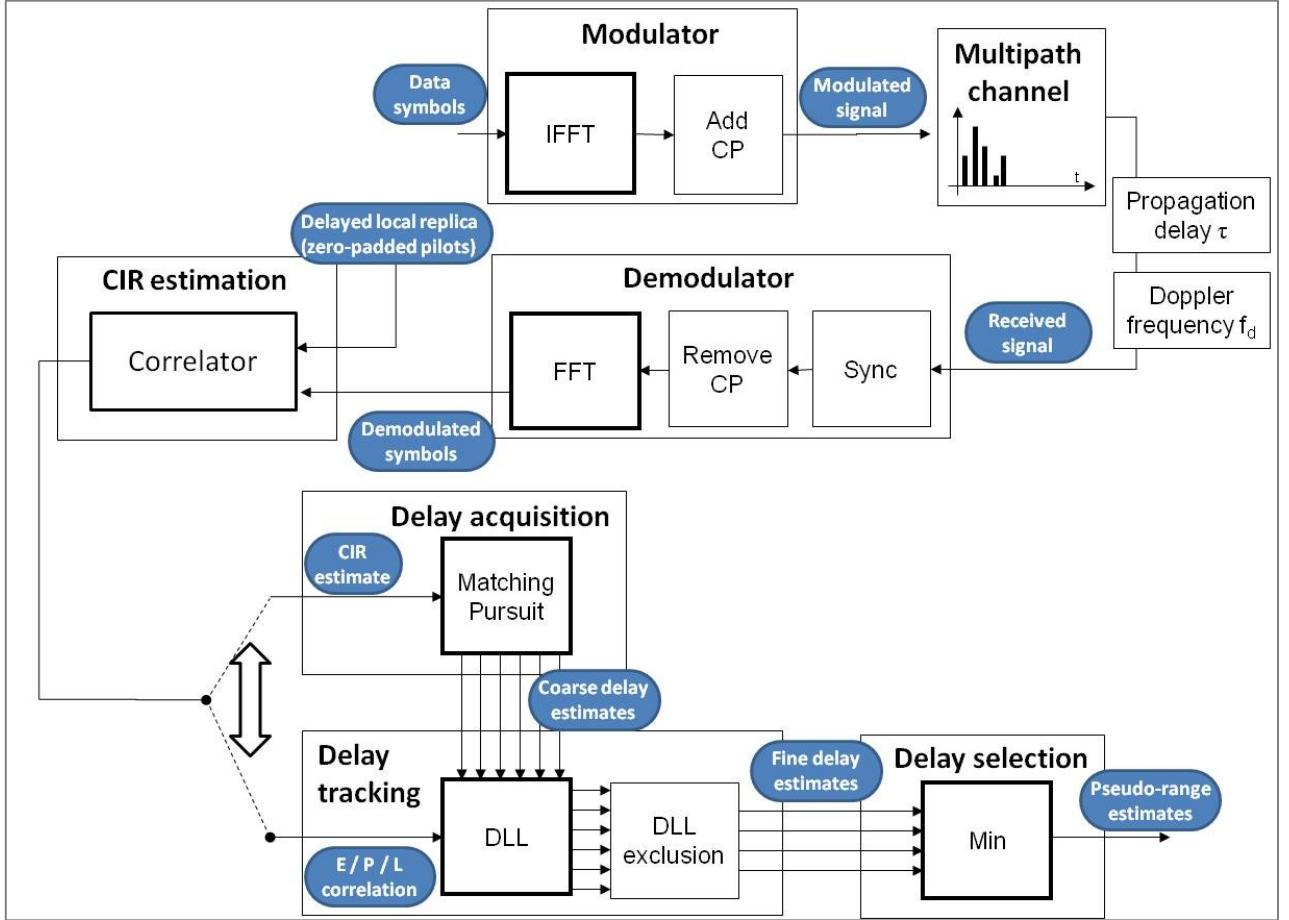 Modulator
Data
symbols
IFFT
Add
CP
Modulated
signal
Multipath
channel
t
Propagation
delay τ
Doppler
frequency fd
Delayed local replica
(zero-padded pilots)
CIR estimation
Correlator
Demodulator
FFT
Remove
CP
Sync
Received
signal
Demodulated
symbols
Delay acquisition
CIR
estimate
Matching
Pursuit
Coarse delay
estimates
Delay
tracking
DLL
DLL
exclusion
E / P / L
correlation
Fine delay
estimates
Delay selection
Min
Pseudo-range
estimates